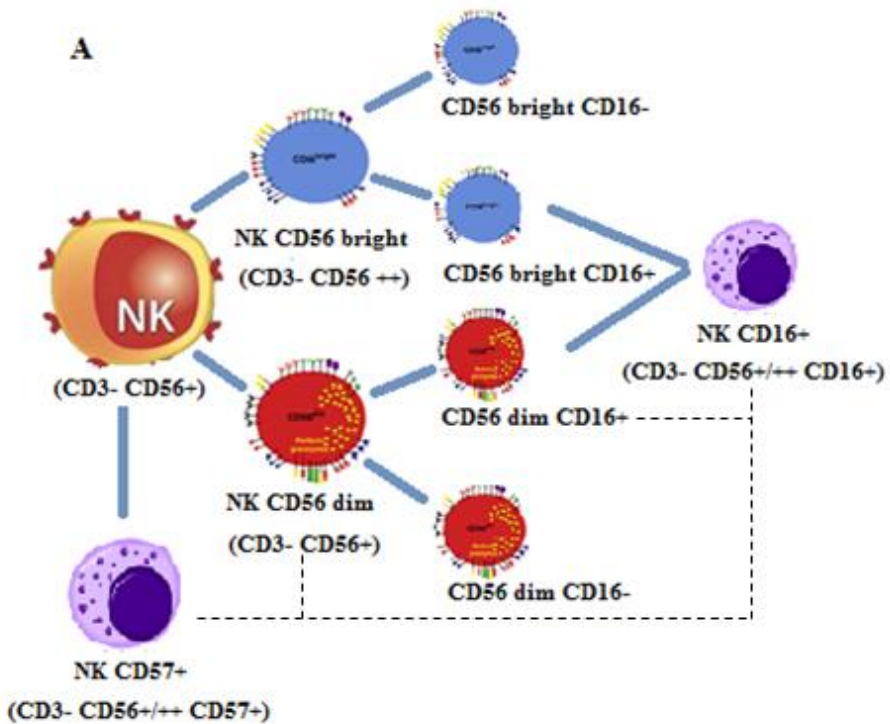 A
CD56 bright CD16-
CD56bright
NK CD56 bright
(CD3- CD56 ++)
CD56 bright CD16+
NK
(CD3- CD56+)
NK CD16+
(CD3- CD56+/++ CD16+)
CD56 dim CD16+
NK CD56 dim
(CD3- CD56+)
CD56 dim CD16-
NK CD57+
(CD3- CD56+/++ CD57+)